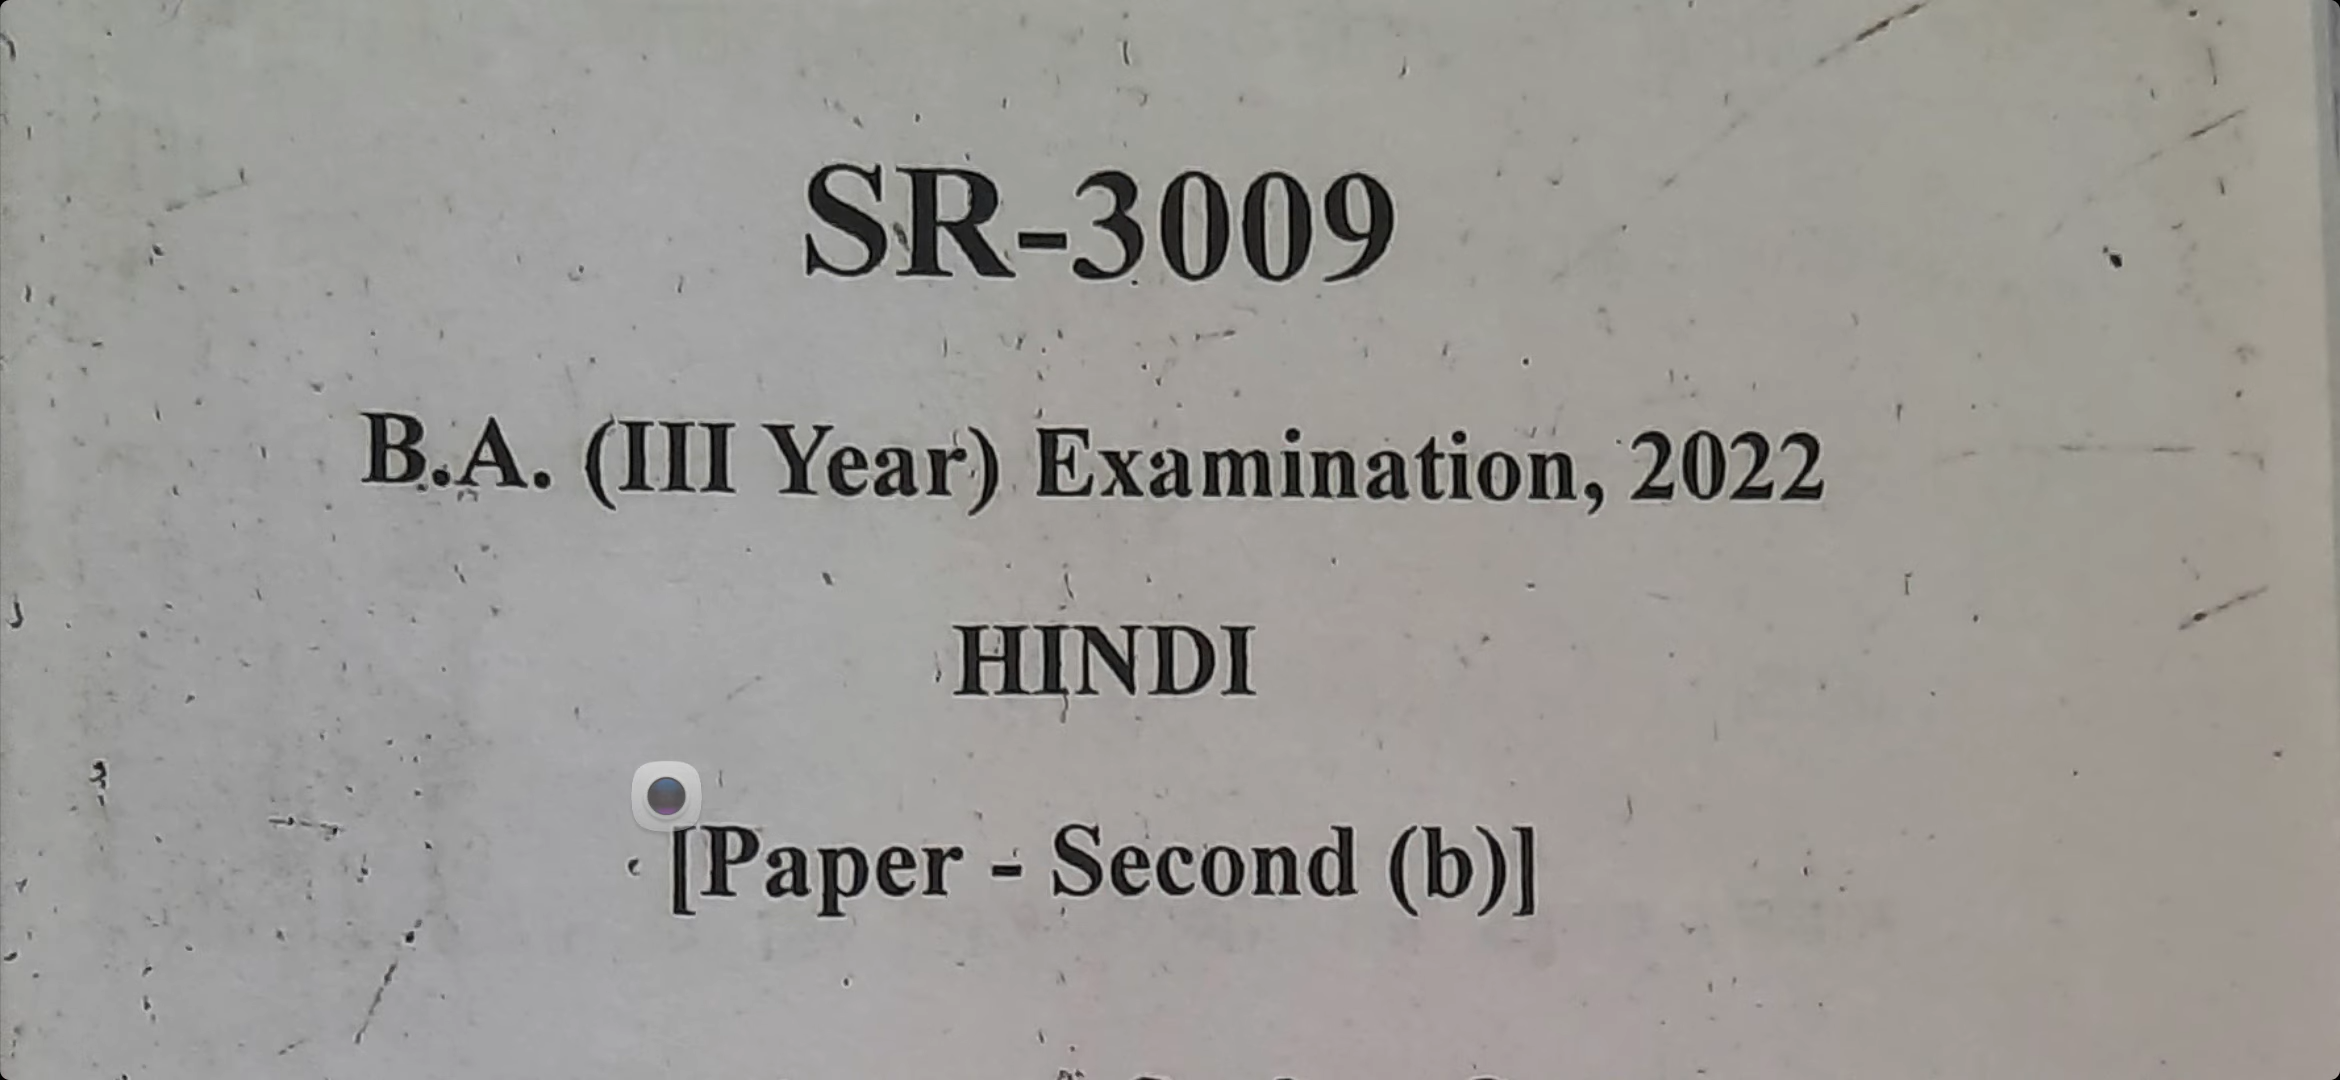 SR-3009
B.A. (III Year) Examination, 2022
HINDI
[Paper - Second (b)]